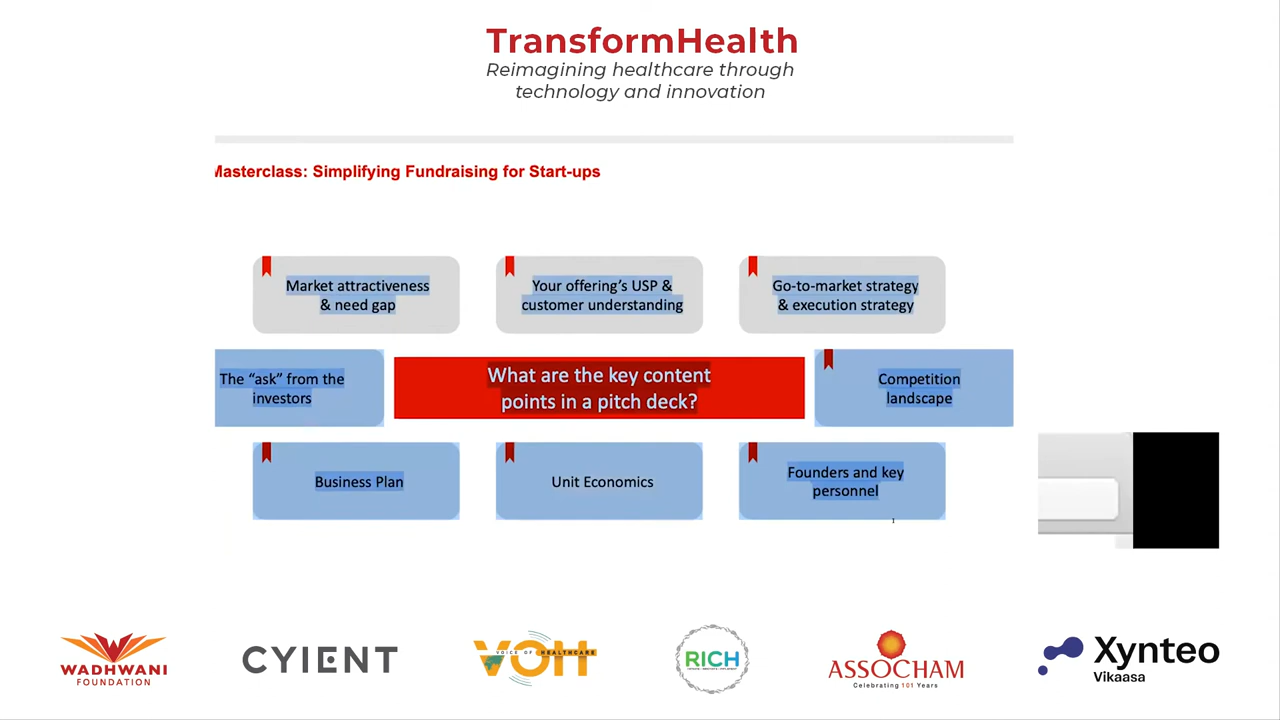 TransformHealth
Reimagining healthcare through
technology and innovation
Masterclass: Simplifying Fundraising for Start-ups
Market attractiveness
& need gap
Your offering's USP &
customer understanding
Go-to-market strategy
& execution strategy
The “ask” from the
investors
What are the key content
points in a pitch deck?
Competition
landscape
Business Plan
Unit Economics
Founders and key
personnel
WADHWANI
FOUNDATION
CYIENT
VOH
VOICE OF HEALTHCARE
RICH
ASSOCHAM
Celebrating 101 Years
Xynteo
Vikaasa